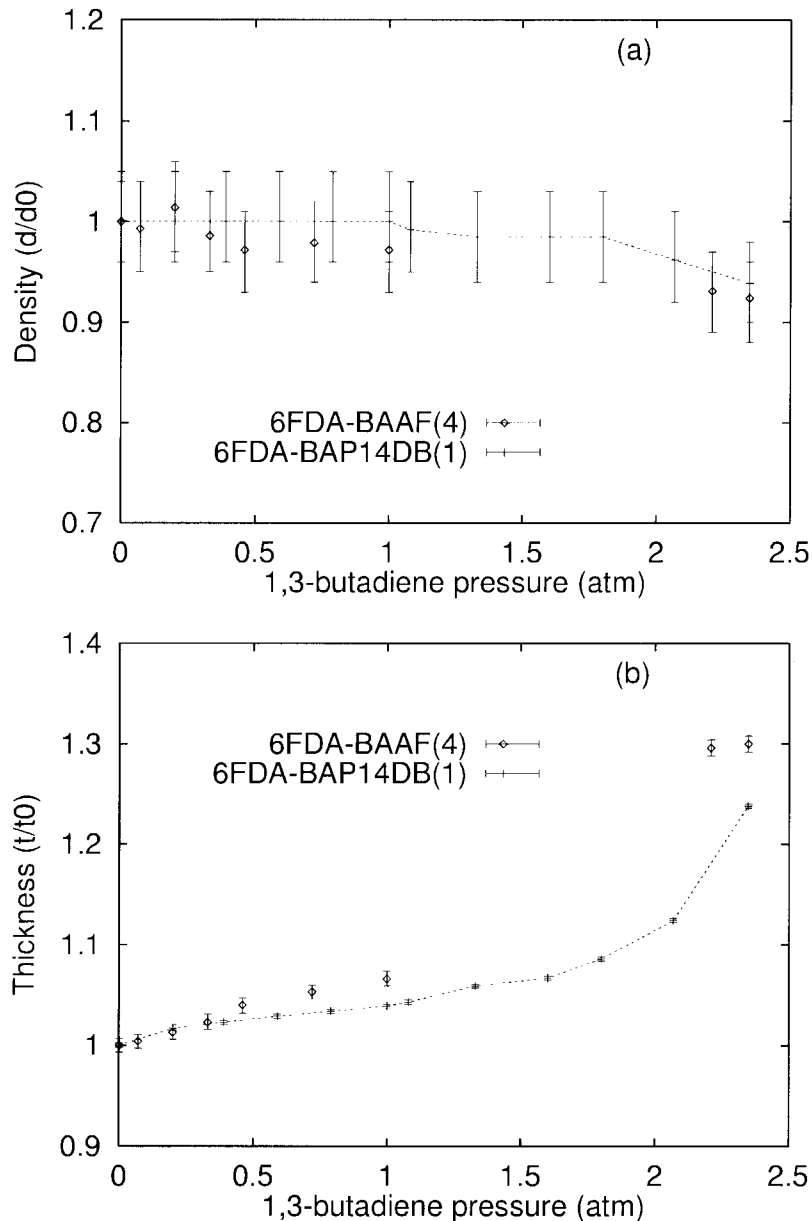 1.2
(a)
1.1
1
0.9
0.8
0.7
Density (d/d0)
6FDA-BAAF(4)
6FDA-BAP14DB(1)
0 0.5 1 1.5 2 2.5
1,3-butadiene pressure (atm)
1.4
(b)
1.3
1.2
1.1
1
0.9
Thickness (t/t0)
6FDA-BAAF(4)
6FDA-BAP14DB(1)
0 0.5 1 1.5 2 2.5
1,3-butadiene pressure (atm)